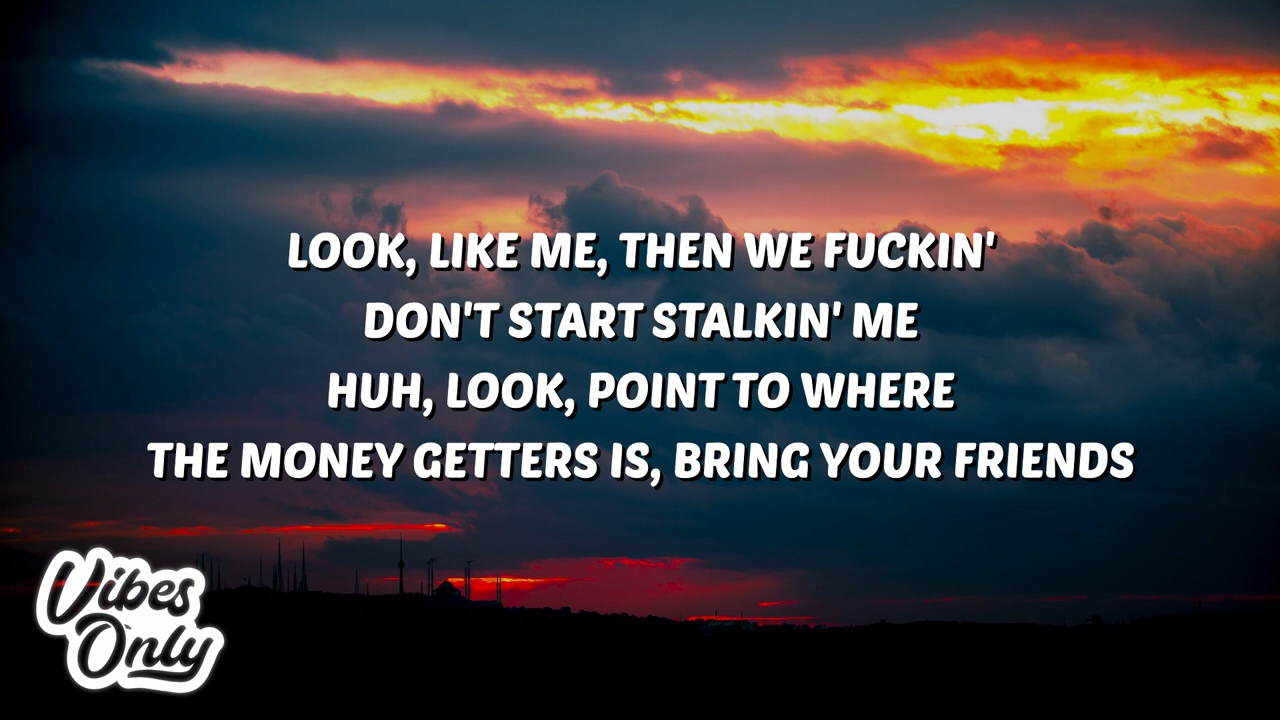 LOOK, LIKE ME, THEN WE FUCKIN'
DON'T START STALKIN' ME
HUH, LOOK, POINT TO WHERE
THE MONEY GETTERS IS, BRING YOUR FRIENDS
Vibes
Only